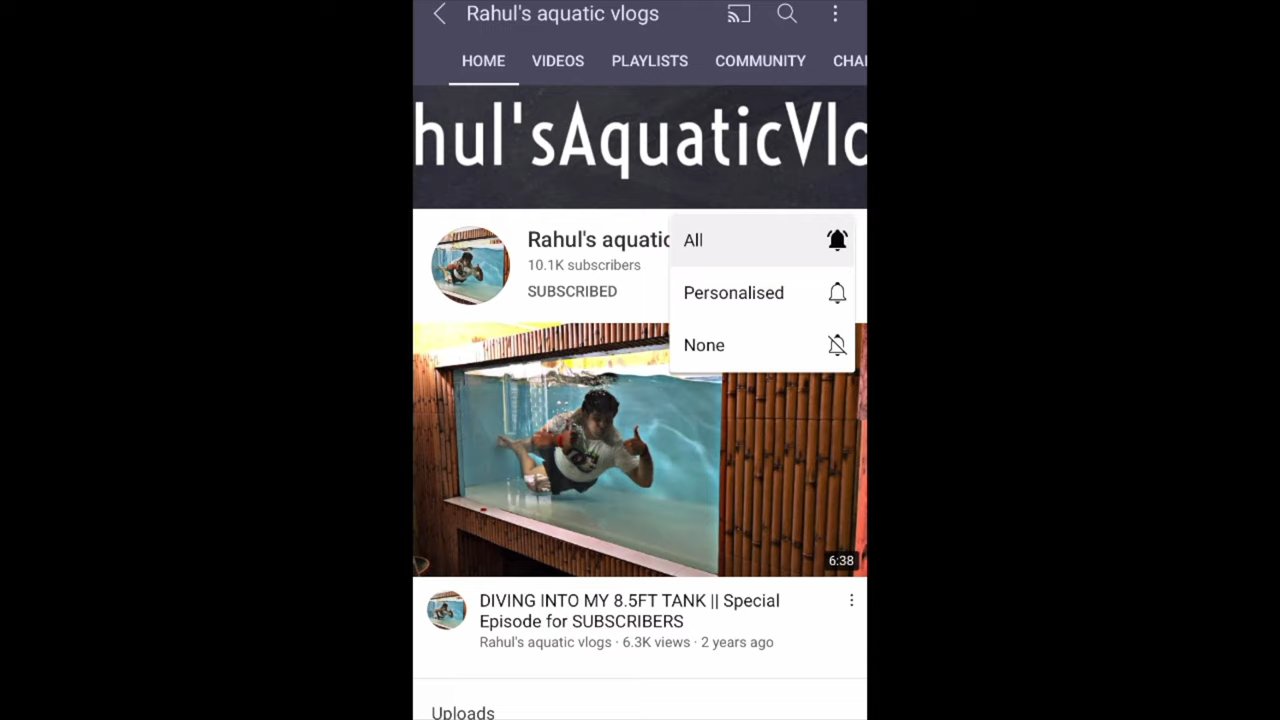 Rahul's aquatic vlogs
HOME VIDEOS PLAYLISTS COMMUNITY CHA
hul'sAquaticVlo
Rahul's aquatic
10.1K subscribers
SUBSCRIBED
All
Personalised
None
6:38
DIVING INTO MY 8.5FT TANK || Special
Episode for SUBSCRIBERS
Rahul's aquatic vlogs · 6.3K views · 2 years ago
Uploads